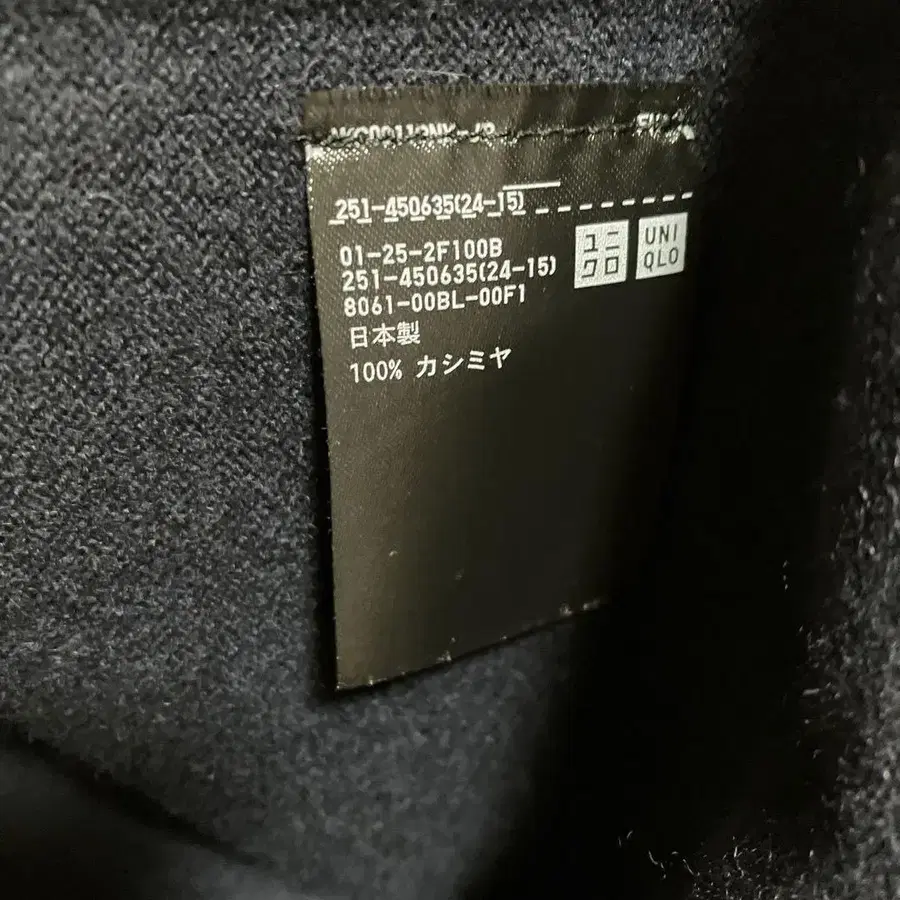 251-450635(24-15)
01-25-2F100B
251-450635(24-15)
8061-00BL-00F1
日本製
100% カシミヤ
ユニ
クロ
UNI
QLO